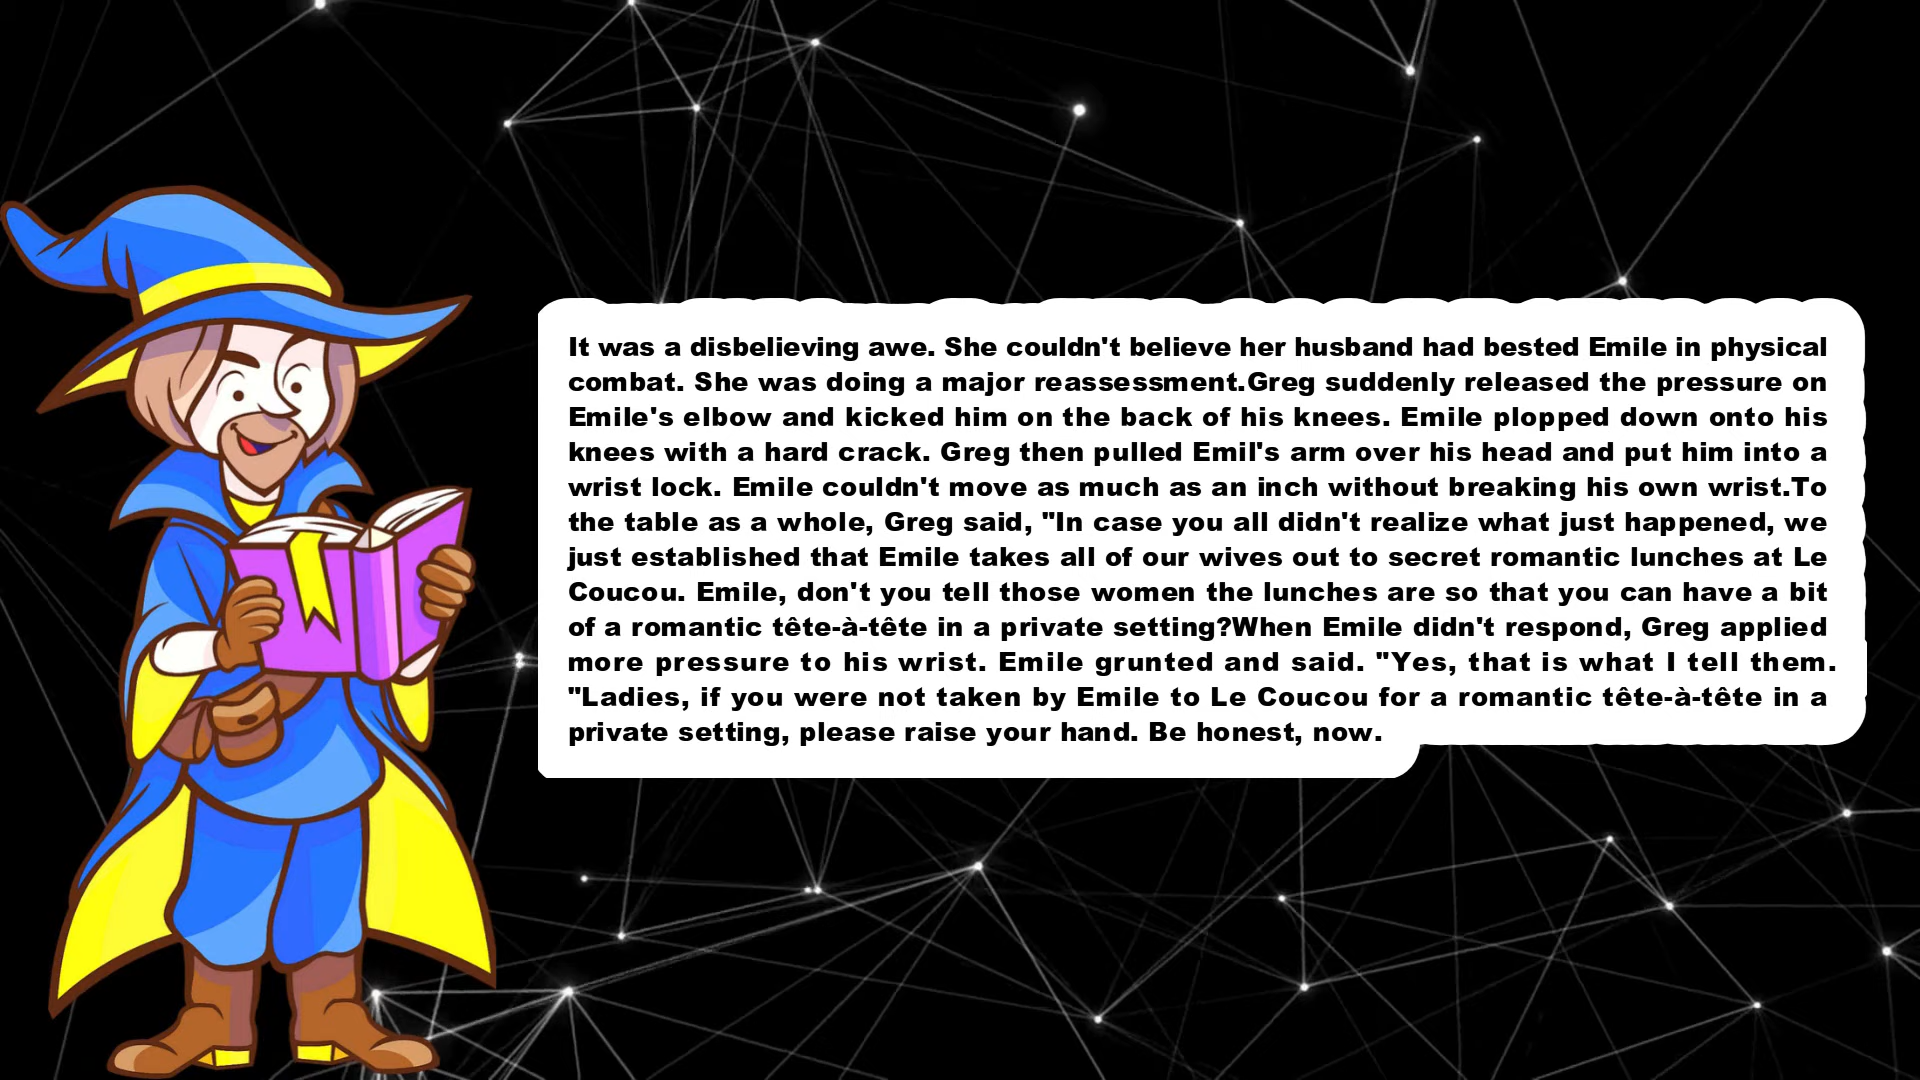 It was a disbelieving awe. She couldn't believe her husband had bested Emile in physical
combat. She was doing a major reassessment.Greg suddenly released the pressure on
Emile's elbow and kicked him on the back of his knees. Emile plopped down onto his
knees with a hard crack. Greg then pulled Emil's arm over his head and put him into a
wrist lock. Emile couldn't move as much as an inch without breaking his own wrist.To
the table as a whole, Greg said, "In case you all didn't realize what just happened, we
just established that Emile takes all of our wives out to secret romantic lunches at Le
Coucou. Emile, don't you tell those women the lunches are so that you can have a bit
of a romantic tête-à-tête in a private setting?When Emile didn't respond, Greg applied
more pressure to his wrist. Emile grunted and said. "Yes, that is what I tell them.
"Ladies, if you were not taken by Emile to Le Coucou for a romantic tête-à-tête in a
private setting, please raise your hand. Be honest, now.